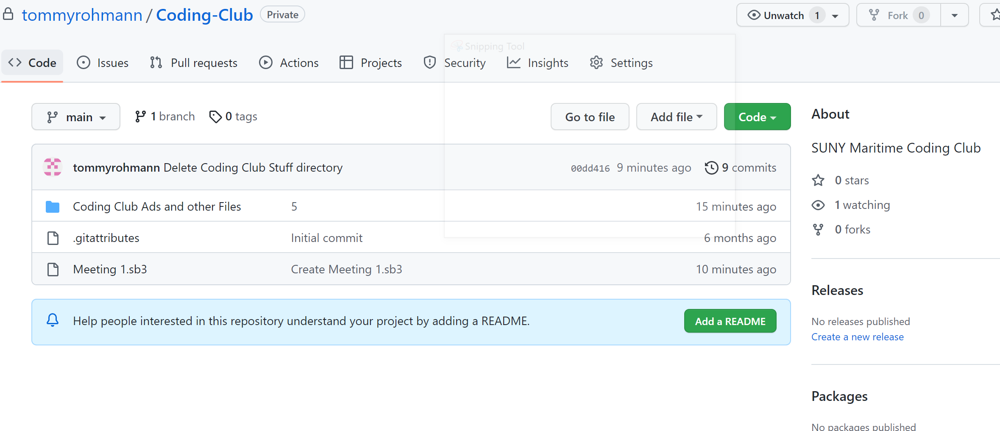 tommyrohmann / Coding-Club Private Unwatch 1 Fork 0
Snipping Tool
Code Issues Pull requests Actions Projects Security Insights Settings
main 1 branch 0 tags Go to file Add file Code
tommyrohmann Delete Coding Club Stuff directory 00dd416 9 minutes ago 9 commits
Coding Club Ads and other Files 5 15 minutes ago
.gitattributes Initial commit 6 months ago
Meeting 1.sb3 Create Meeting 1.sb3 10 minutes ago
Help people interested in this repository understand your project by adding a README. Add a README
About
SUNY Maritime Coding Club
0 stars
1 watching
0 forks
Releases
No releases published
Create a new release
Packages
No packages published